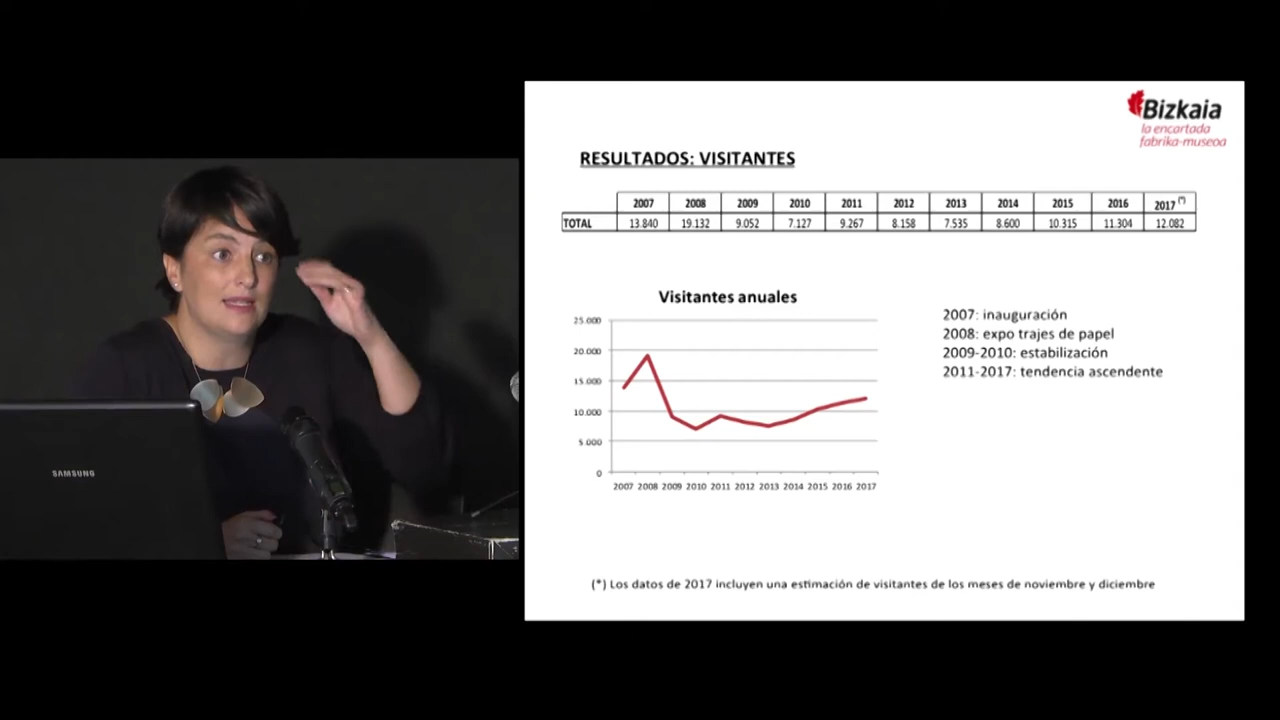 Bizkaia
la encartada
fabrika-museoa
RESULTADOS: VISITANTES
2007 2008 2009 2010 2011 2012 2013 2014 2015 2016 2017 (*)
TOTAL 13.840 19.132 9.052 7.127 9.267 8.158 7.535 8.600 10.315 11.304 12.082
Visitantes anuales
25.000
20.000
15.000
10.000
5.000
0
2007 2008 2009 2010 2011 2012 2013 2014 2015 2016 2017
2007: inauguración
2008: expo trajes de papel
2009-2010: estabilización
2011-2017: tendencia ascendente
(*) Los datos de 2017 incluyen una estimación de visitantes de los meses de noviembre y diciembre
SAMSUNG